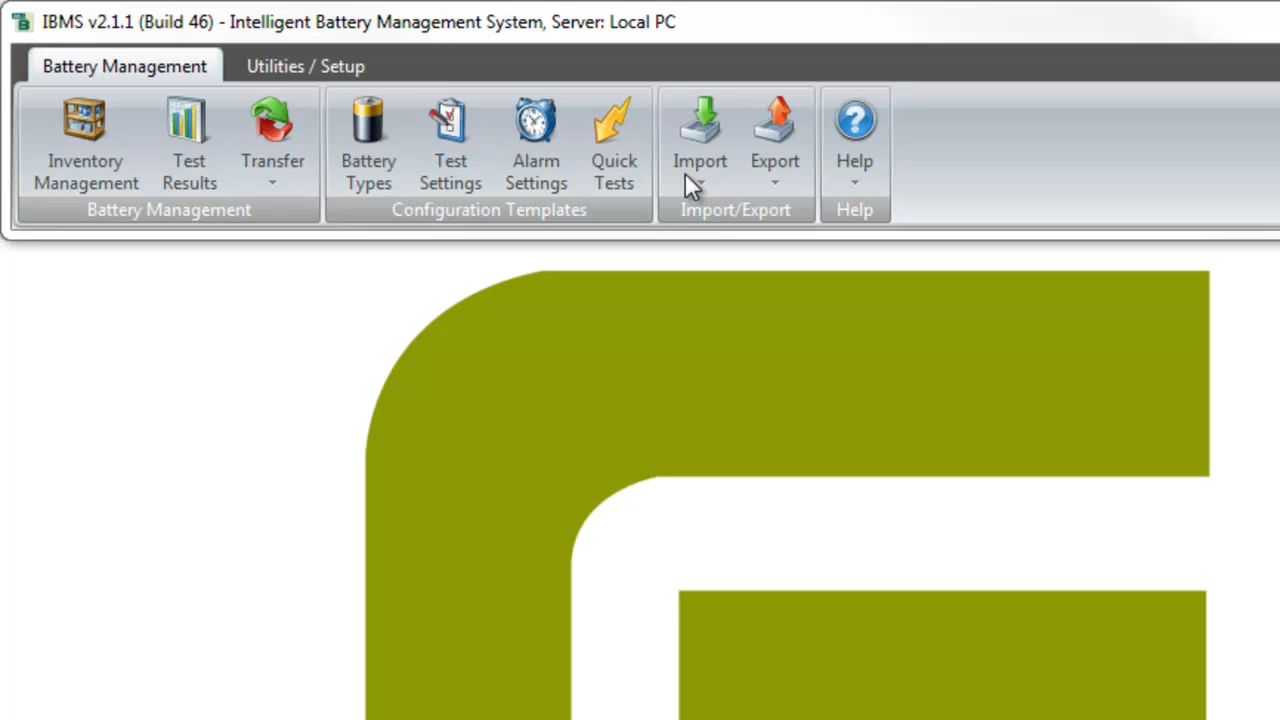 IBMS v2.1.1 (Build 46) - Intelligent Battery Management System, Server: Local PC
Battery Management Utilities / Setup
Inventory Management
Test Results
Transfer
Battery Types
Test Settings
Alarm Settings
Quick Tests
Import
Export
Help
Battery Management
Configuration Templates
Import/Export
Help